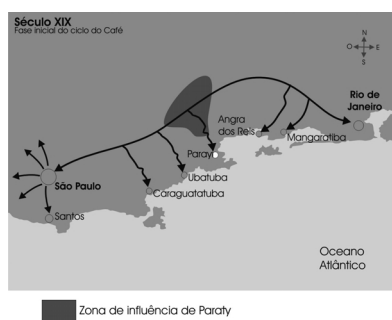 Século XIX
Fase inicial do ciclo do Café
N
O
E
S
Rio de
Janeiro
Angra
dos Reis
Mangaratiba
Paraty
Ubatuba
São Paulo
Caraguatatuba
Santos
Oceano
Atlântico
Zona de influência de Paraty